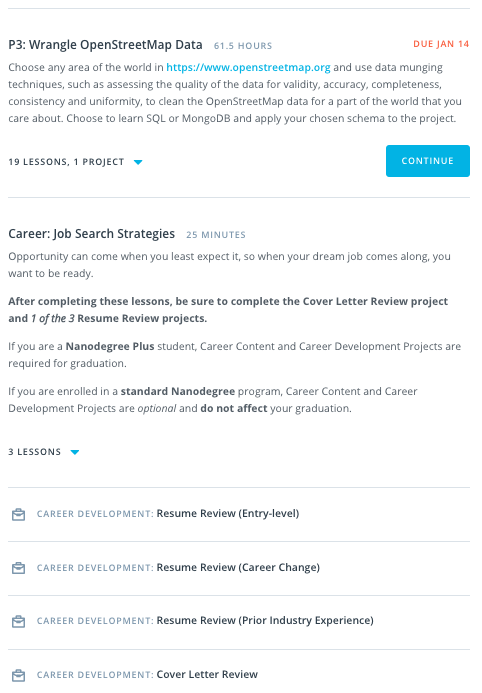 P3: Wrangle OpenStreetMap Data 61.5 HOURS DUE JAN 14
Choose any area of the world in https://www.openstreetmap.org and use data munging
techniques, such as assessing the quality of the data for validity, accuracy, completeness,
consistency and uniformity, to clean the OpenStreetMap data for a part of the world that you
care about. Choose to learn SQL or MongoDB and apply your chosen schema to the project.
19 LESSONS, 1 PROJECT CONTINUE
Career: Job Search Strategies 25 MINUTES
Opportunity can come when you least expect it, so when your dream job comes along, you
want to be ready.
After completing these lessons, be sure to complete the Cover Letter Review project
and 1 of the 3 Resume Review projects.
If you are a Nanodegree Plus student, Career Content and Career Development Projects are
required for graduation.
If you are enrolled in a standard Nanodegree program, Career Content and Career
Development Projects are optional and do not affect your graduation.
3 LESSONS
CAREER DEVELOPMENT: Resume Review (Entry-level)
CAREER DEVELOPMENT: Resume Review (Career Change)
CAREER DEVELOPMENT: Resume Review (Prior Industry Experience)
CAREER DEVELOPMENT: Cover Letter Review